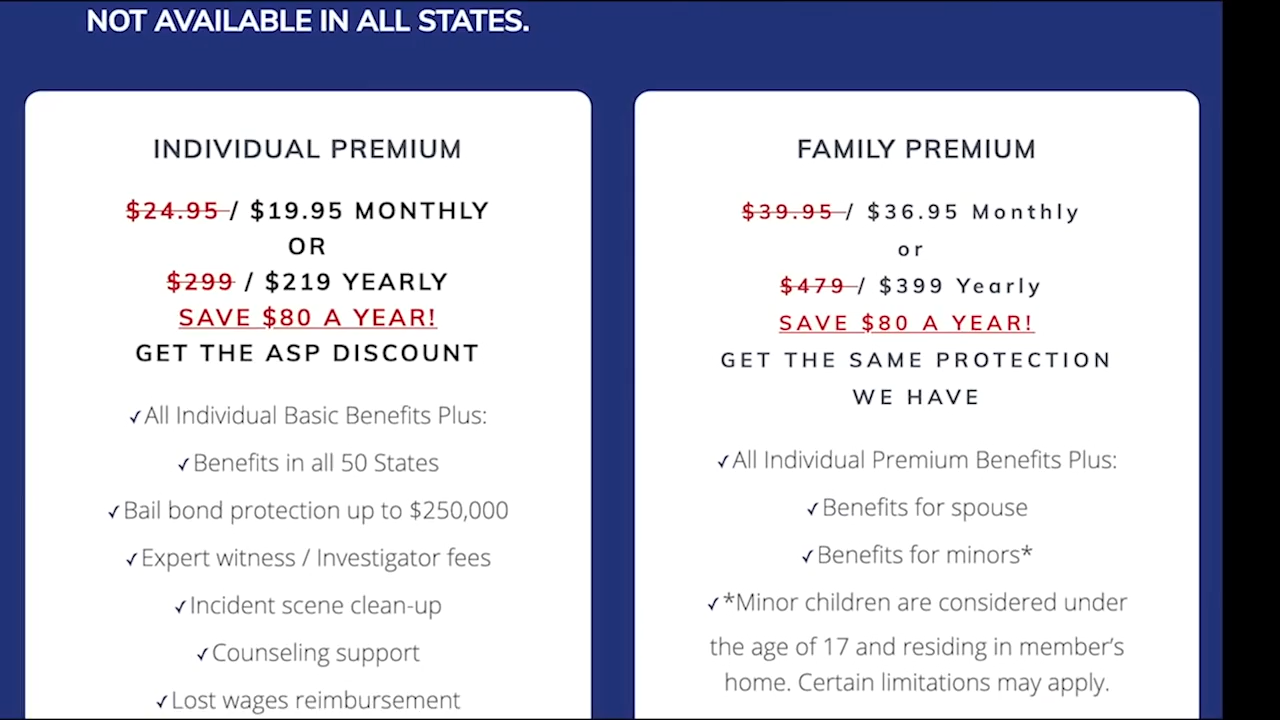 NOT AVAILABLE IN ALL STATES.
INDIVIDUAL PREMIUM
$24.95 / $19.95 MONTHLY
OR
$299 / $219 YEARLY
SAVE $80 A YEAR!
GET THE ASP DISCOUNT
✓All Individual Basic Benefits Plus:
✓Benefits in all 50 States
✓Bail bond protection up to $250,000
✓Expert witness / Investigator fees
✓Incident scene clean-up
✓Counseling support
✓Lost wages reimbursement
FAMILY PREMIUM
$39.95 / $36.95 Monthly
or
$479 / $399 Yearly
SAVE $80 A YEAR!
GET THE SAME PROTECTION
WE HAVE
✓All Individual Premium Benefits Plus:
✓Benefits for spouse
✓Benefits for minors*
✓*Minor children are considered under
the age of 17 and residing in member’s
home. Certain limitations may apply.